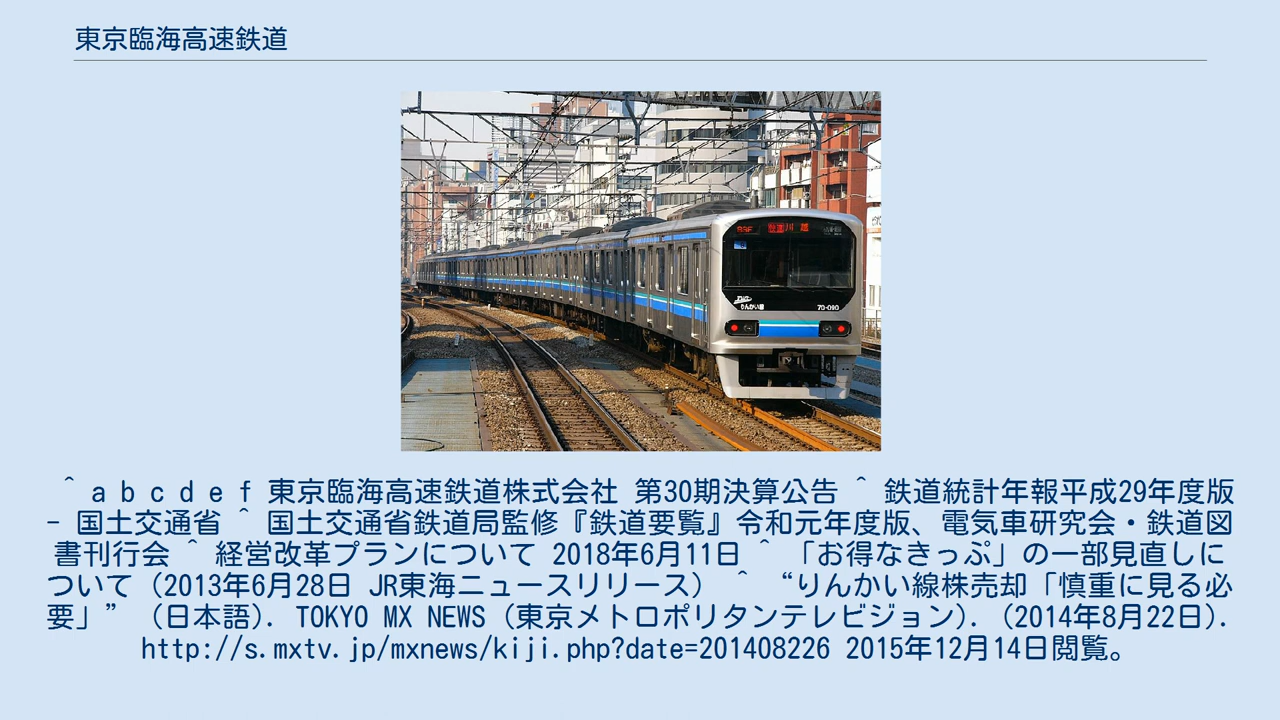 東京臨海高速鉄道
りんかい線
70-090
^ a b c d e f 東京臨海高速鉄道株式会社 第30期決算公告 ^ 鉄道統計年報平成29年度版
- 国土交通省 ^ 国土交通省鉄道局監修『鉄道要覧』令和元年度版、電気車研究会・鉄道図
書刊行会 ^ 経営改革プランについて 2018年6月11日 ^ 「お得なきっぷ」の一部見直しに
ついて（2013年6月28日 JR東海ニュースリリース） ^ “りんかい線株売却「慎重に見る必
要」” （日本語）. TOKYO MX NEWS（東京メトロポリタンテレビジョン）. （2014年8月22日）.
http://s.mxtv.jp/mxnews/kiji.php?date=201408226 2015年12月14日閲覧。